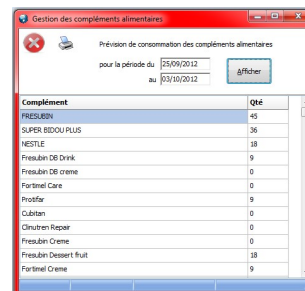 Gestion des compléments alimentaires
Prévision de consommation des compléments alimentaires
pour la période du 25/09/2012
au 03/10/2012
Afficher
Complément Qté
FRESUBIN 45
SUPER BIDOU PLUS 36
NESTLE 18
Fresubin DB Drink 9
Fresubin DB creme 0
Fortimel Care 0
Protifar 9
Cubitan 0
Clinutren Repair 0
Fresubin Creme 0
Fresubin Dessert fruit 18
Fortimel Creme 9